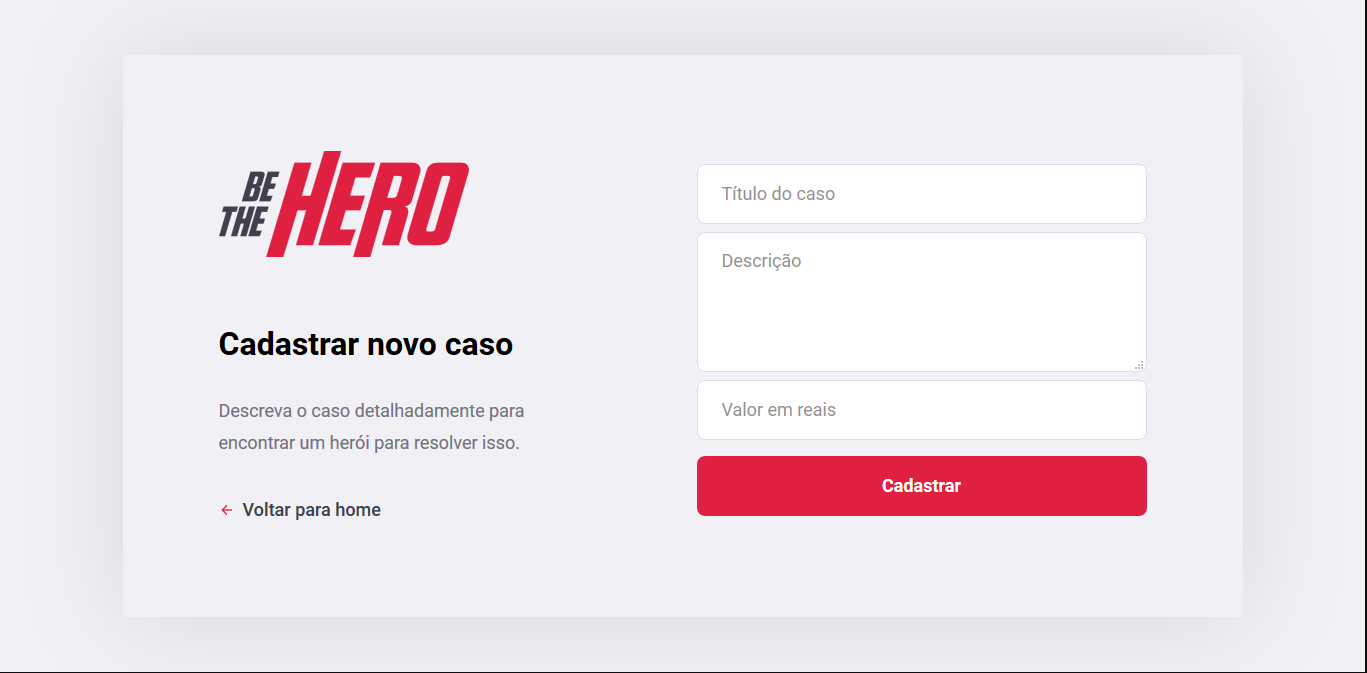 BE
THE
HERO
Cadastrar novo caso
Descreva o caso detalhadamente para
encontrar um herói para resolver isso.
Voltar para home
Título do caso
Descrição
Valor em reais
Cadastrar